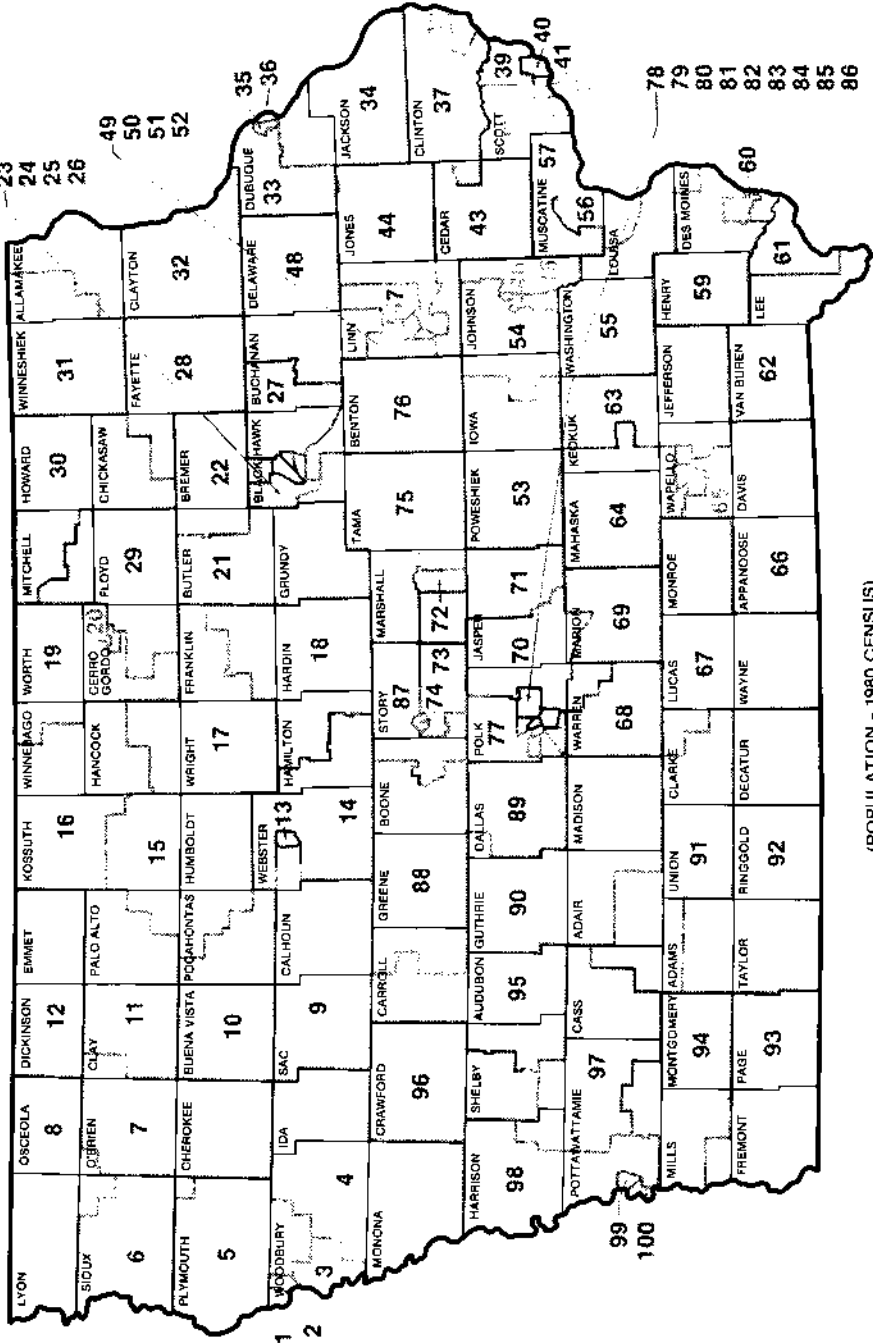 23
24
25
26
49
50
51
52
LYON
OSCEOLA
8
DICKINSON
12
EMMET
KOSSUTH
16
WINNEBAGO
WORTH
19
MITCHELL
HOWARD
30
WINNESHIEK
31
ALLAMAKEE
SIOUX
6
O'BRIEN
7
CLAY
11
PALO ALTO
15
HANCOCK
CERRO
GORDO
20
FLOYD
29
CHICKASAW
FAYETTE
28
CLAYTON
32
PLYMOUTH
5
CHEROKEE
BUENA VISTA
10
POCAHONTAS
HUMBOLDT
WRIGHT
17
FRANKLIN
BUTLER
21
BREMER
22
WOODBURY
1
2
3
4
IDA
SAC
9
CALHOUN
WEBSTER
13
14
HAMILTON
HARDIN
18
GRUNDY
BLACK HAWK
BUCHANAN
27
DELAWARE
48
DUBUQUE
33
35
36
MONONA
CRAWFORD
96
CARROLL
GREENE
88
BOONE
STORY
87
74
73
MARSHALL
72
TAMA
75
BENTON
76
LINN
7
JONES
44
JACKSON
34
CLINTON
37
HARRISON
98
SHELBY
AUDUBON
95
GUTHRIE
90
DALLAS
89
POLK
77
JASPER
70
71
POWESHIEK
53
IOWA
JOHNSON
54
CEDAR
43
SCOTT
39
40
41
MUSCATINE
56
57
POTTAWATTAMIE
97
99
100
CASS
ADAIR
MADISON
WARREN
68
MARION
69
MAHASKA
64
KEOKUK
63
WASHINGTON
55
LOUISA
78
79
80
81
82
83
84
85
86
MILLS
MONTGOMERY
94
ADAMS
UNION
91
CLARKE
LUCAS
67
MONROE
WAPELLO
65
JEFFERSON
HENRY
59
DES MOINES
60
FREMONT
PAGE
93
TAYLOR
RINGGOLD
92
DECATUR
WAYNE
APPANOOSE
66
DAVIS
VAN BUREN
62
LEE
61
(POPULATION - 1980 CENSUS)